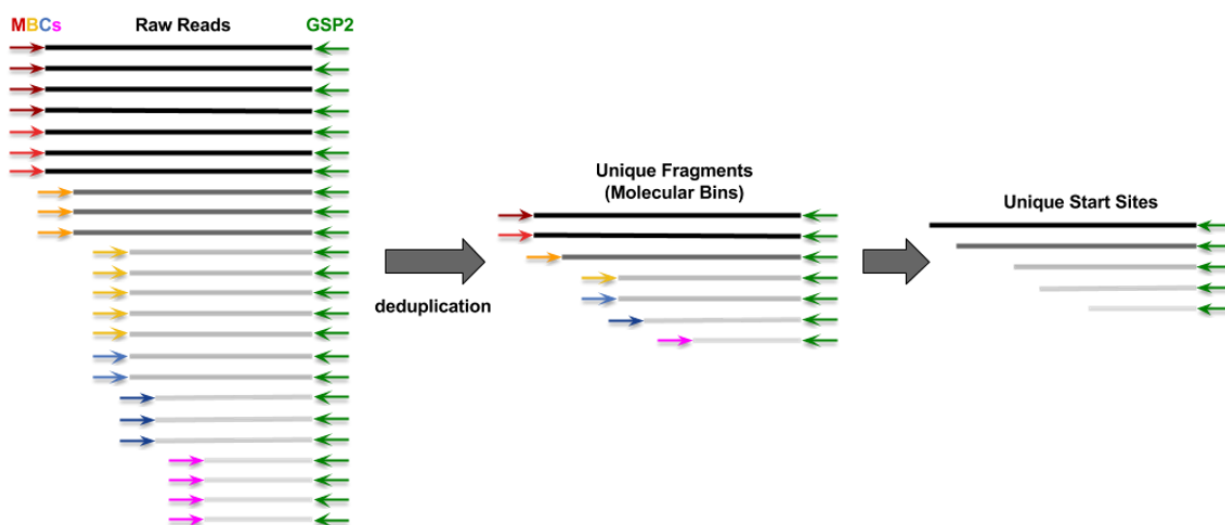 MBCs
Raw Reads
GSP2
deduplication
Unique Fragments
(Molecular Bins)
Unique Start Sites